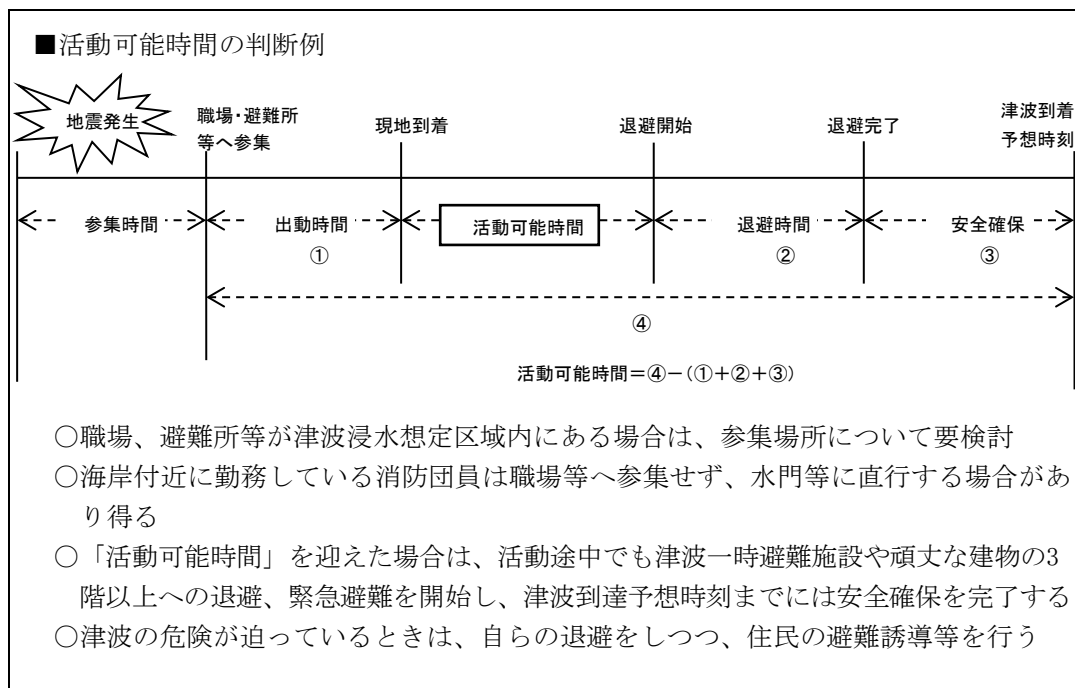 ■活動可能時間の判断例
地震発生
職場・避難所
等へ参集
現地到着
退避開始
退避完了
津波到着
予想時刻
参集時間
出動時間
①
活動可能時間
退避時間
②
安全確保
③
④
活動可能時間＝④－(①＋②＋③)
○職場、避難所等が津波浸水想定区域内にある場合は、参集場所について要検討
○海岸付近に勤務している消防団員は職場等へ参集せず、水門等に直行する場合があ
り得る
○「活動可能時間」を迎えた場合は、活動途中でも津波一時避難施設や頑丈な建物の3
階以上への退避、緊急避難を開始し、津波到達予想時刻までには安全確保を完了する
○津波の危険が迫っているときは、自らの退避をしつつ、住民の避難誘導等を行う